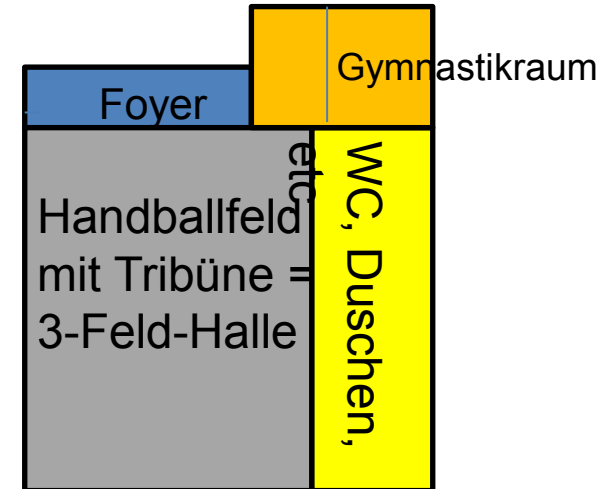 Gymnastikraum
Foyer
Handballfeld
mit Tribüne =
3-Feld-Halle
WC, Duschen,
etc